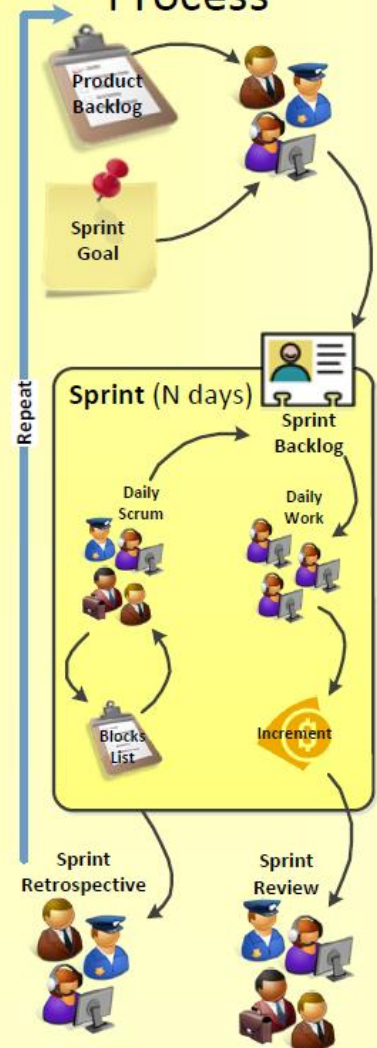 Process
Product
Backlog
Sprint
Goal
Repeat
Sprint (N days)
Sprint
Backlog
Daily
Scrum
Daily
Work
Blocks
List
Increment
Sprint
Retrospective
Sprint
Review